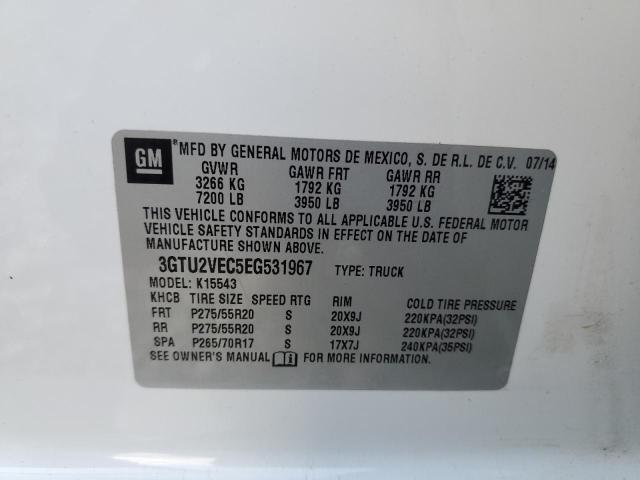 GM ®MFD BY GENERAL MOTORS DE MEXICO, S. DE R.L. DE C.V. 07/14
GVWR GAWR FRT GAWR RR
3266 KG 1792 KG 1792 KG
7200 LB 3950 LB 3950 LB
THIS VEHICLE CONFORMS TO ALL APPLICABLE U.S. FEDERAL MOTOR
VEHICLE SAFETY STANDARDS IN EFFECT ON THE DATE OF
MANUFACTURE SHOWN ABOVE.
3GTU2VEC5EG531967 TYPE: TRUCK
MODEL: K15543
KHCB TIRE SIZE SPEED RTG RIM COLD TIRE PRESSURE
FRT P275/55R20 S 20X9J 220KPA(32PSI)
RR P275/55R20 S 20X9J 220KPA(32PSI)
SPA P265/70R17 S 17X7J 240KPA(35PSI)
SEE OWNER'S MANUAL FOR MORE INFORMATION.